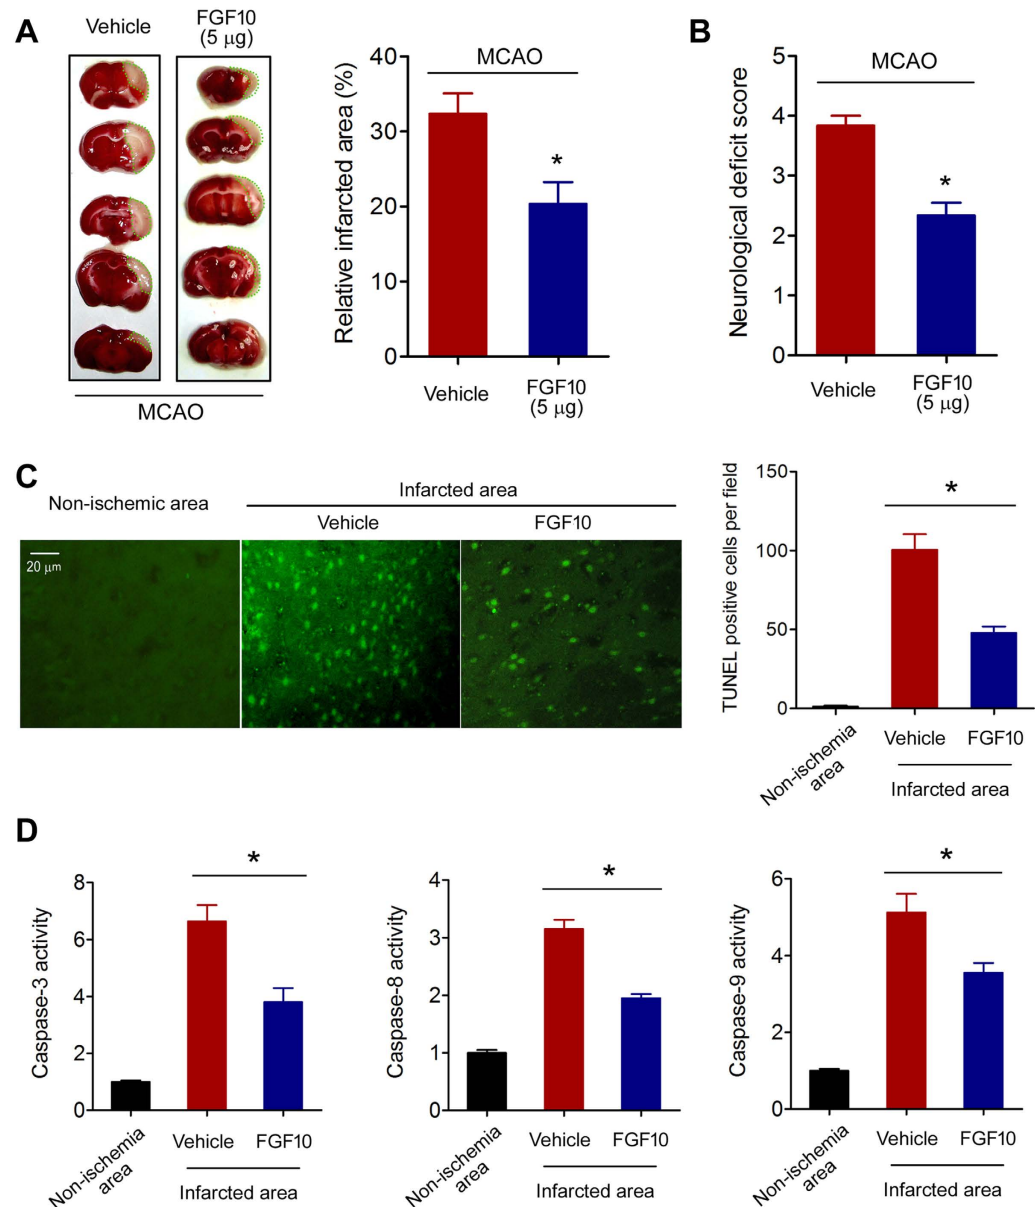 A
Vehicle
FGF10
(5 μg)
MCAO
Relative infarcted area (%)
40
30
20
10
0
MCAO
*
Vehicle
FGF10
(5 μg)
B
Neurological deficit score
5
4
3
2
1
0
MCAO
*
Vehicle
FGF10
(5 μg)
C
Non-ischemic area
Infarcted area
Vehicle
FGF10
20 μm
TUNEL positive cells per field
150
100
50
0
*
Non-ischemia
area
Vehicle
FGF10
Infarcted area
D
Caspase-3 activity
8
6
4
2
0
*
Non-ischemia
area
Vehicle
FGF10
Infarcted area
Caspase-8 activity
4
3
2
1
0
*
Non-ischemia
area
Vehicle
FGF10
Infarcted area
Caspase-9 activity
6
4
2
0
*
Non-ischemia
area
Vehicle
FGF10
Infarcted area